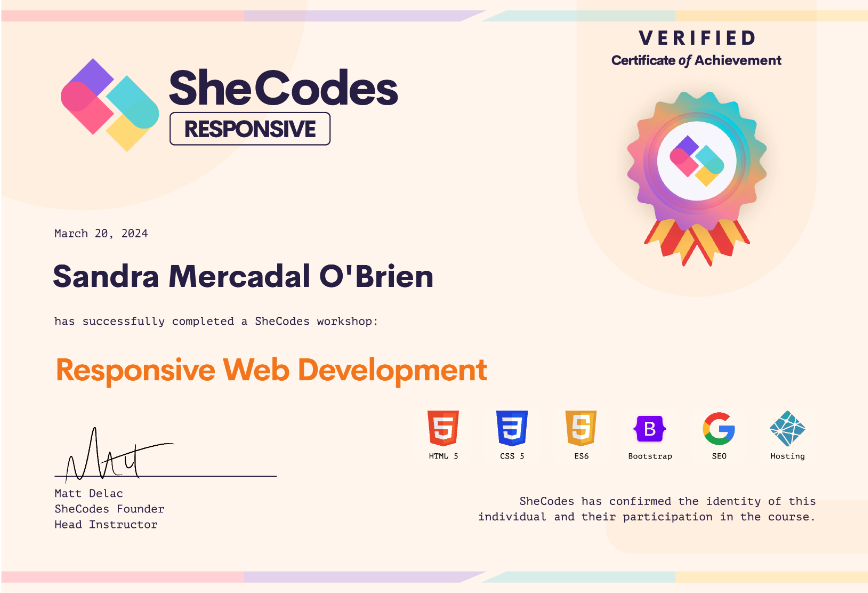 VERIFIED
Certificate of Achievement
SheCodes
RESPONSIVE
March 20, 2024
Sandra Mercadal O'Brien
has successfully completed a SheCodes workshop:
Responsive Web Development
HTML 5 CSS 5 ES6 Bootstrap SEO Hosting
Matt Delac
SheCodes Founder
Head Instructor
SheCodes has confirmed the identity of this
individual and their participation in the course.